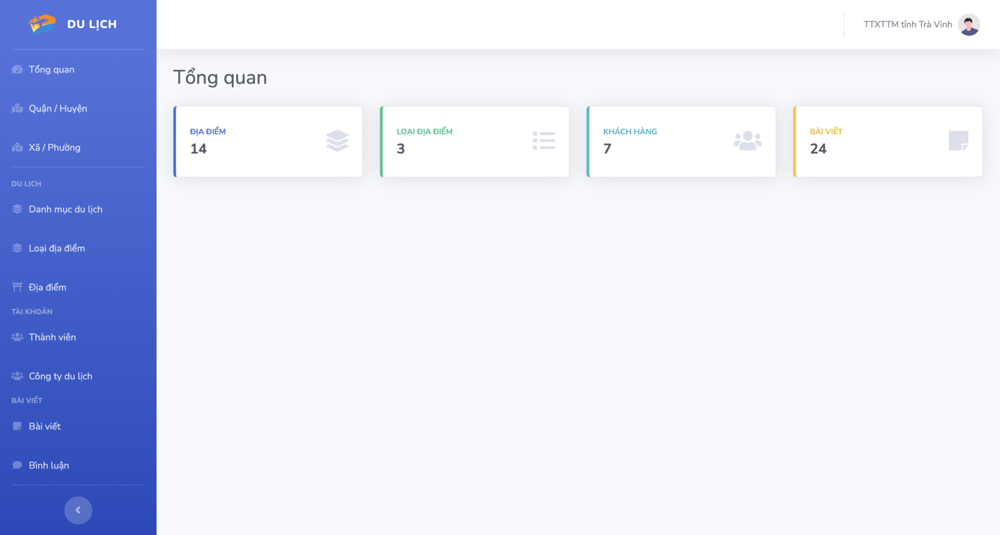 DU LỊCH
TTXTTM tỉnh Trà Vinh
Tổng quan
Quận / Huyện
Xã / Phường
DU LỊCH
Danh mục du lịch
Loại địa điểm
Địa điểm
TÀI KHOẢN
Thành viên
Công ty du lịch
BÀI VIẾT
Bài viết
Bình luận
Tổng quan
ĐỊA ĐIỂM
14
LOẠI ĐỊA ĐIỂM
3
KHÁCH HÀNG
7
BÀI VIẾT
24